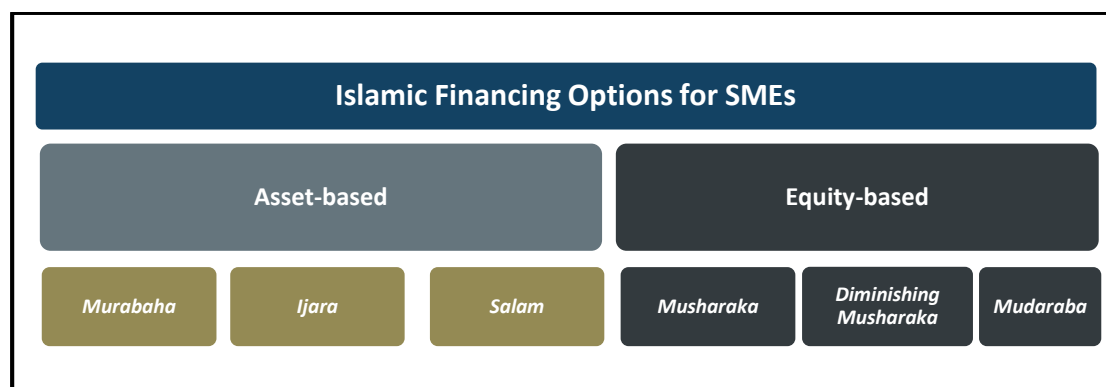 Islamic Financing Options for SMEs
Asset-based
Equity-based
Murabaha
Ijara
Salam
Musharaka
Diminishing
Musharaka
Mudaraba